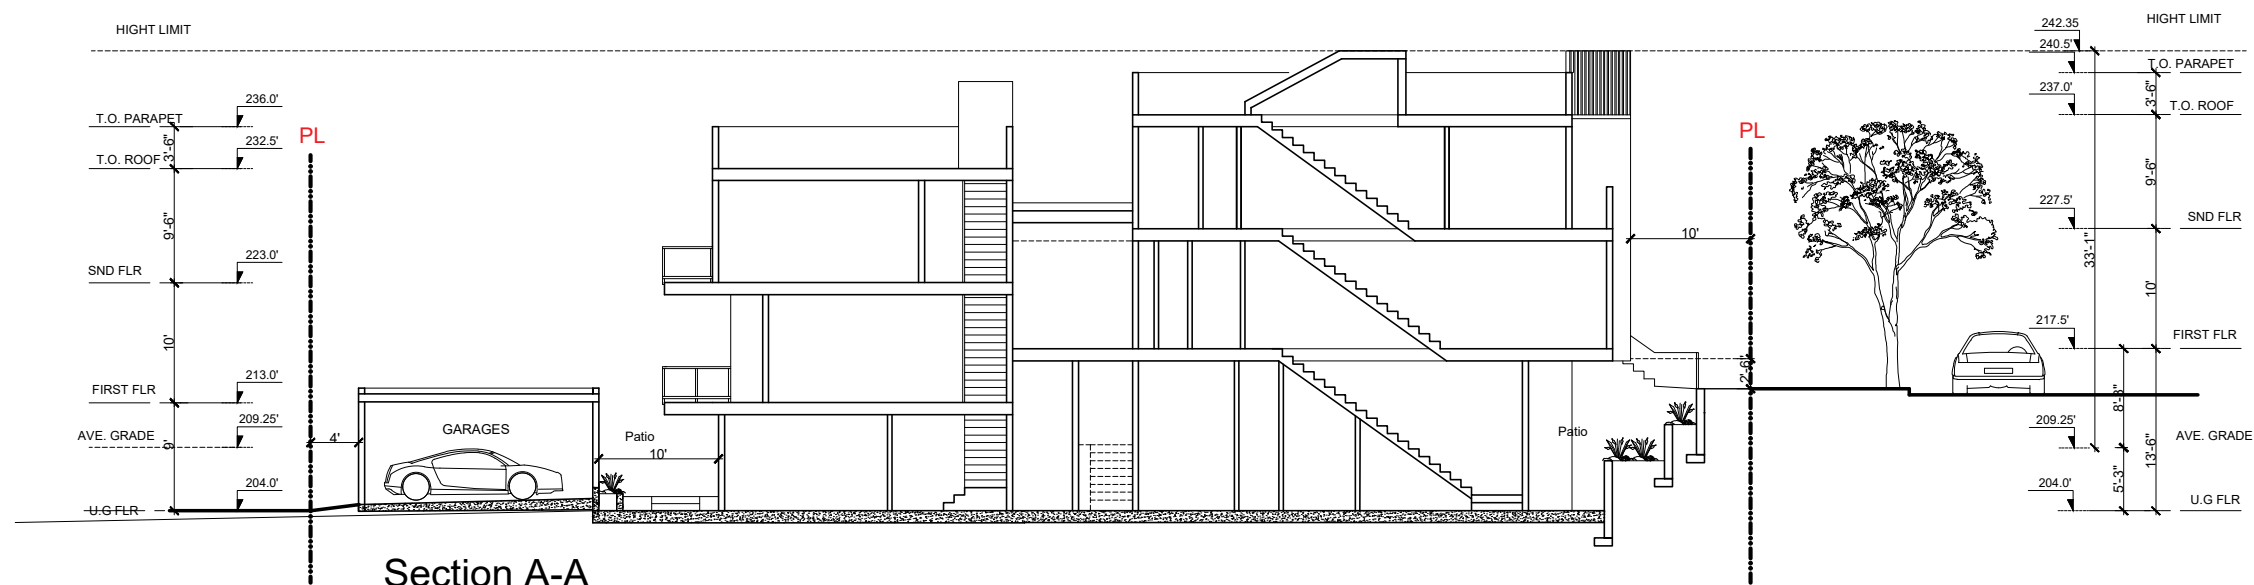 HIGHT LIMIT
T.O. PARAPET
236.0'
3'-6"
T.O. ROOF
232.5'
9'-6"
SND FLR
223.0'
10'
FIRST FLR
213.0'
AVE. GRADE
209.25'
9'
U.G FLR
204.0'
PL
4'
GARAGES
Patio
10'
Section A-A
Patio
10'
PL
2'-6"
HIGHT LIMIT
242.35
240.5'
T.O. PARAPET
3'-6"
237.0'
T.O. ROOF
9'-6"
227.5'
SND FLR
33'-1"
10'
217.5'
FIRST FLR
8'-3"
209.25'
AVE. GRADE
13'-6"
5'-3"
204.0'
U.G FLR